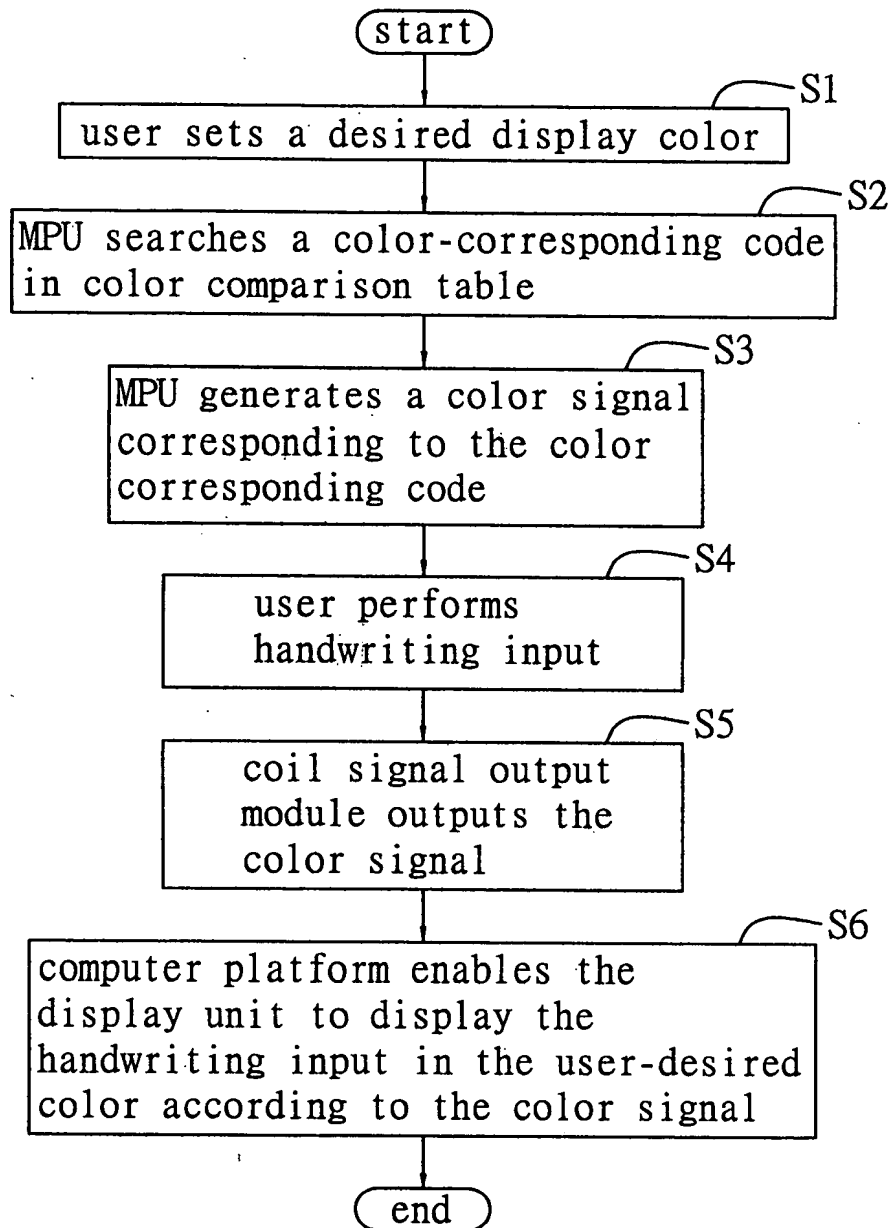 start
S1
user sets a desired display color
S2
MPU searches a color-corresponding code
in color comparison table
S3
MPU generates a color signal
corresponding to the color
corresponding code
S4
user performs
handwriting input
S5
coil signal output
module outputs the
color signal
S6
computer platform enables the
display unit to display the
handwriting input in the user-desired
color according to the color signal
end